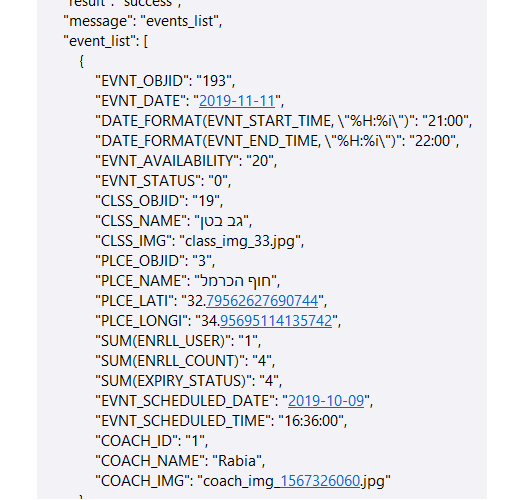 "result": "success",
"message": "events_list",
"event_list": [
{
"EVNT_OBJID": "193",
"EVNT_DATE": "2019-11-11",
"DATE_FORMAT(EVNT_START_TIME, \"%H:%i\")": "21:00",
"DATE_FORMAT(EVNT_END_TIME, \"%H:%i\")": "22:00",
"EVNT_AVAILABILITY": "20",
"EVNT_STATUS": "0",
"CLSS_OBJID": "19",
"CLSS_NAME": "גב בטן",
"CLSS_IMG": "class_img_33.jpg",
"PLCE_OBJID": "3",
"PLCE_NAME": "חוף הכרמל",
"PLCE_LATI": "32.79562627690744",
"PLCE_LONGI": "34.95695114135742",
"SUM(ENRLL_USER)": "1",
"SUM(ENRLL_COUNT)": "4",
"SUM(EXPIRY_STATUS)": "4",
"EVNT_SCHEDULED_DATE": "2019-10-09",
"EVNT_SCHEDULED_TIME": "16:36:00",
"COACH_ID": "1",
"COACH_NAME": "Rabia",
"COACH_IMG": "coach_img_1567326060.jpg"
}